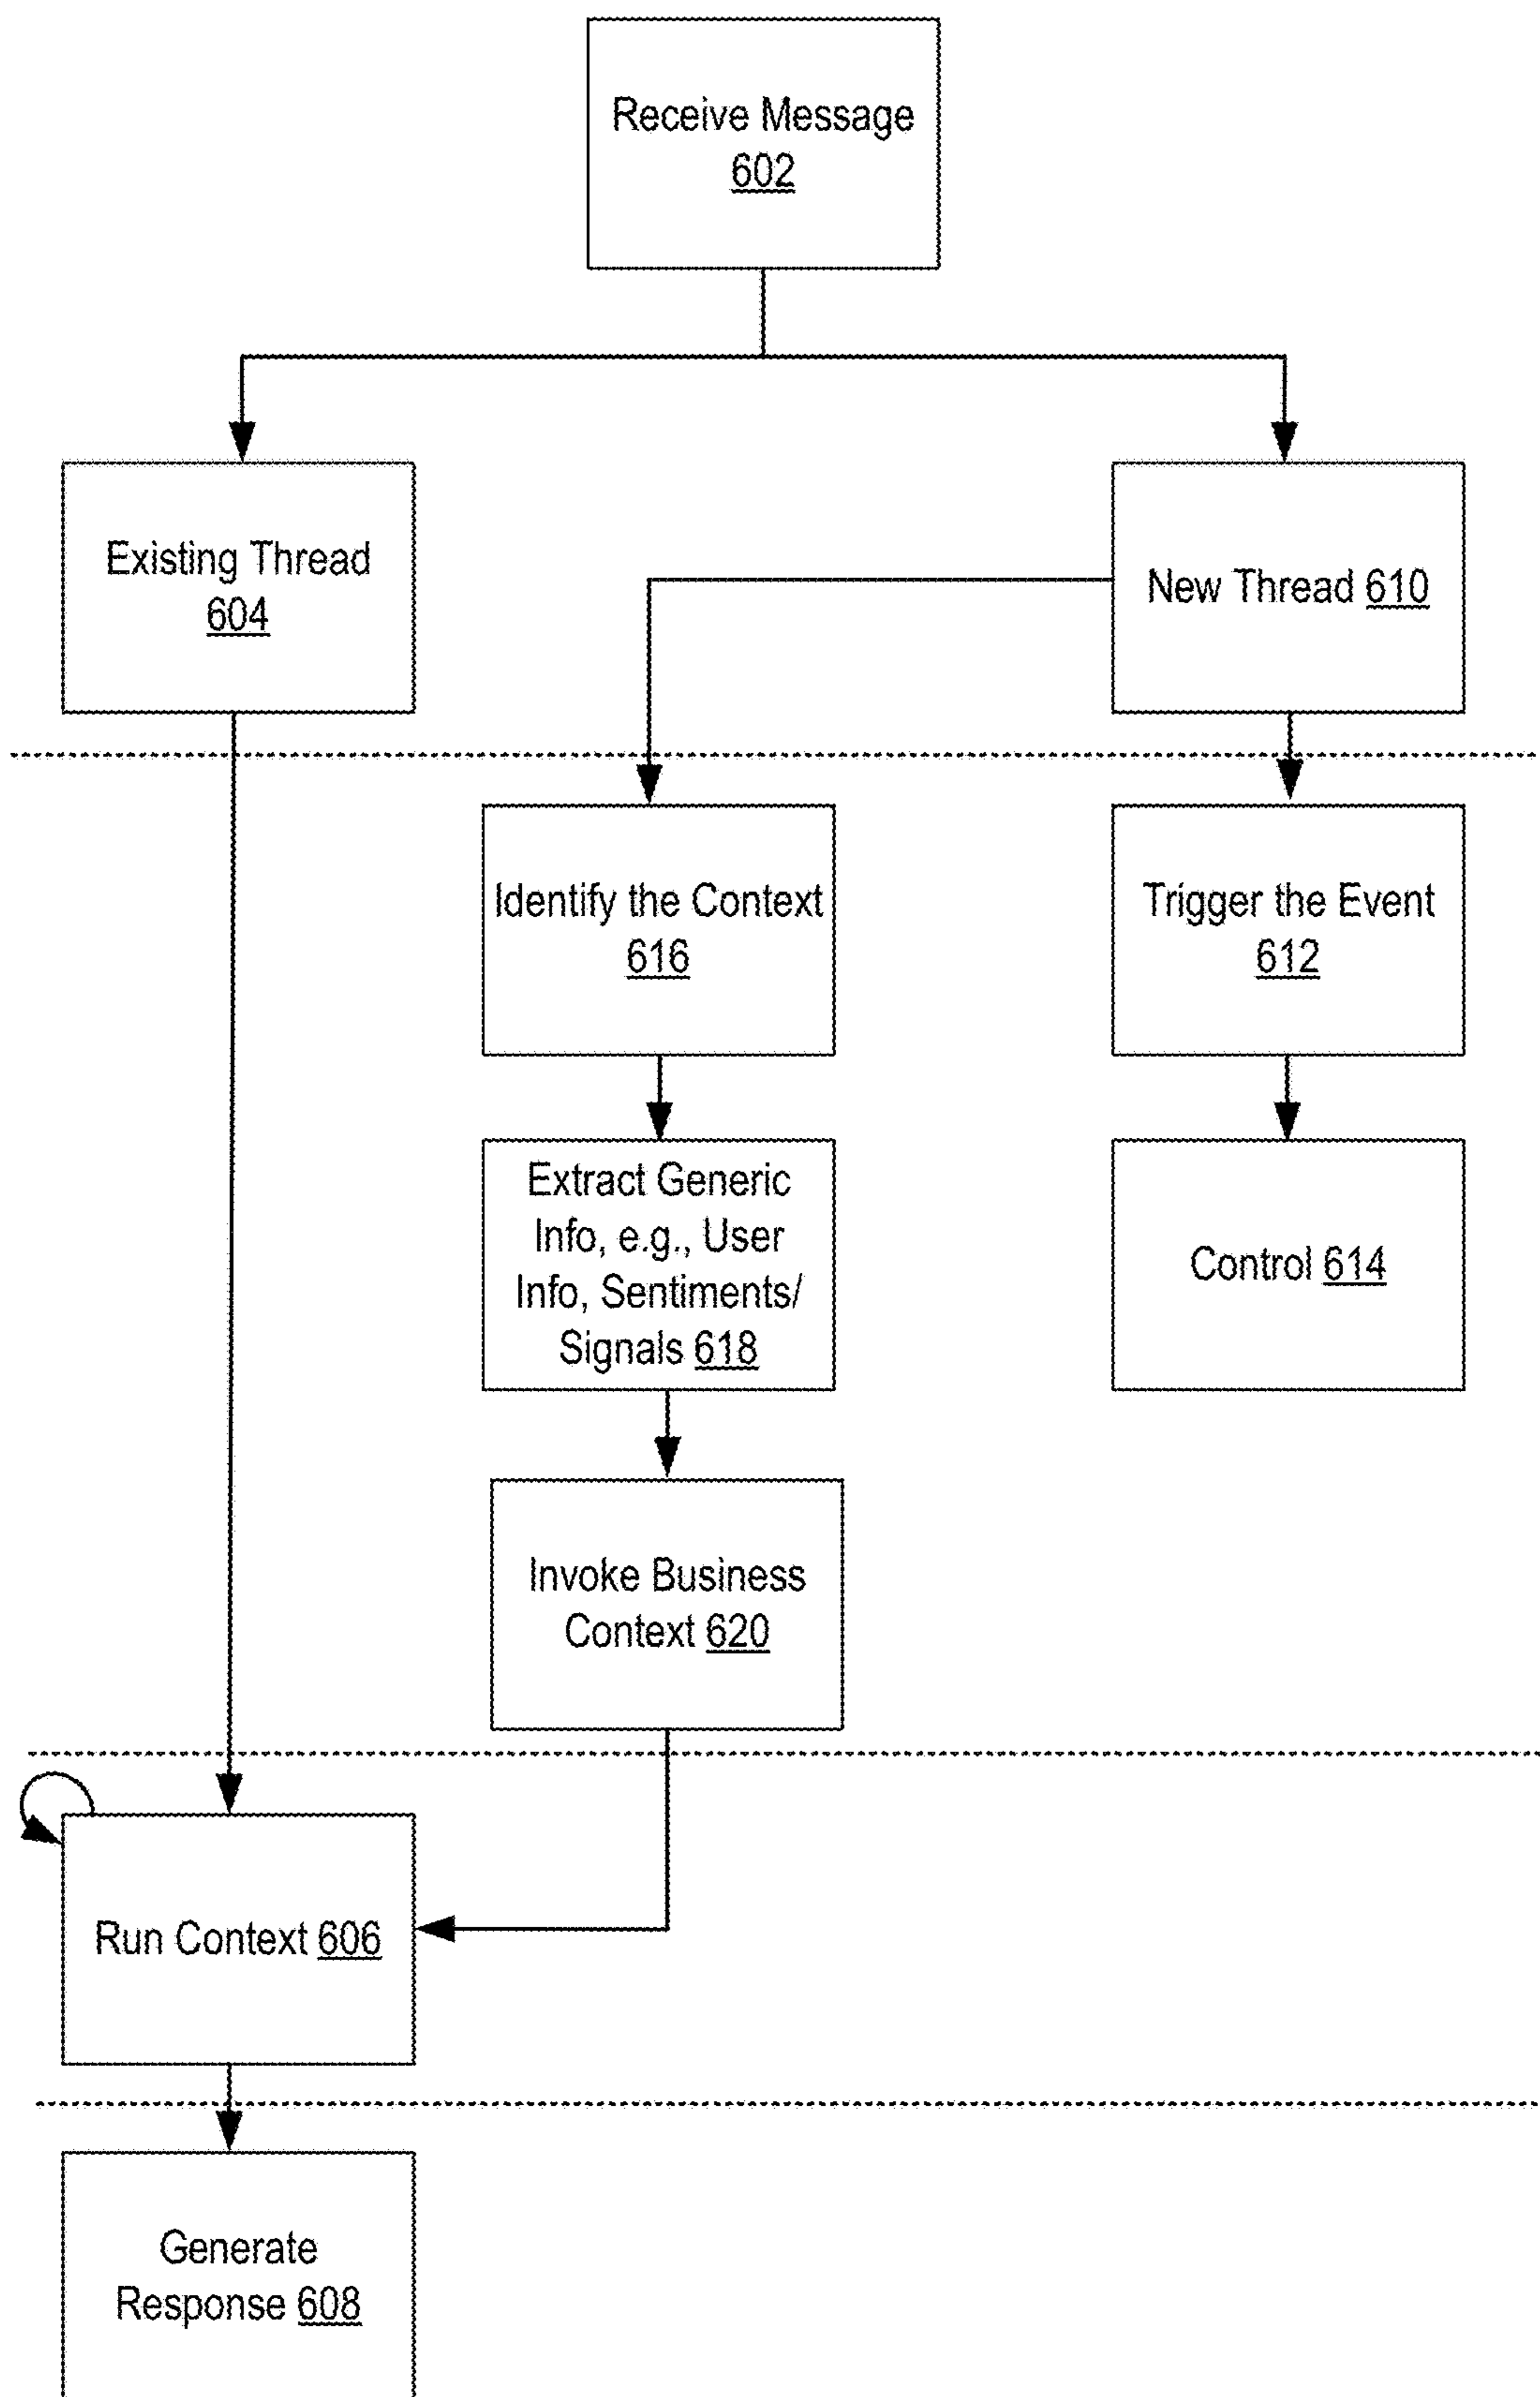 Receive Message
602
Existing Thread
604
New Thread 610
Identify the Context
616
Trigger the Event
612
Extract Generic
Info, e.g., User
Info, Sentiments/
Signals 618
Control 614
Invoke Business
Context 620
Run Context 606
Generate
Response 608